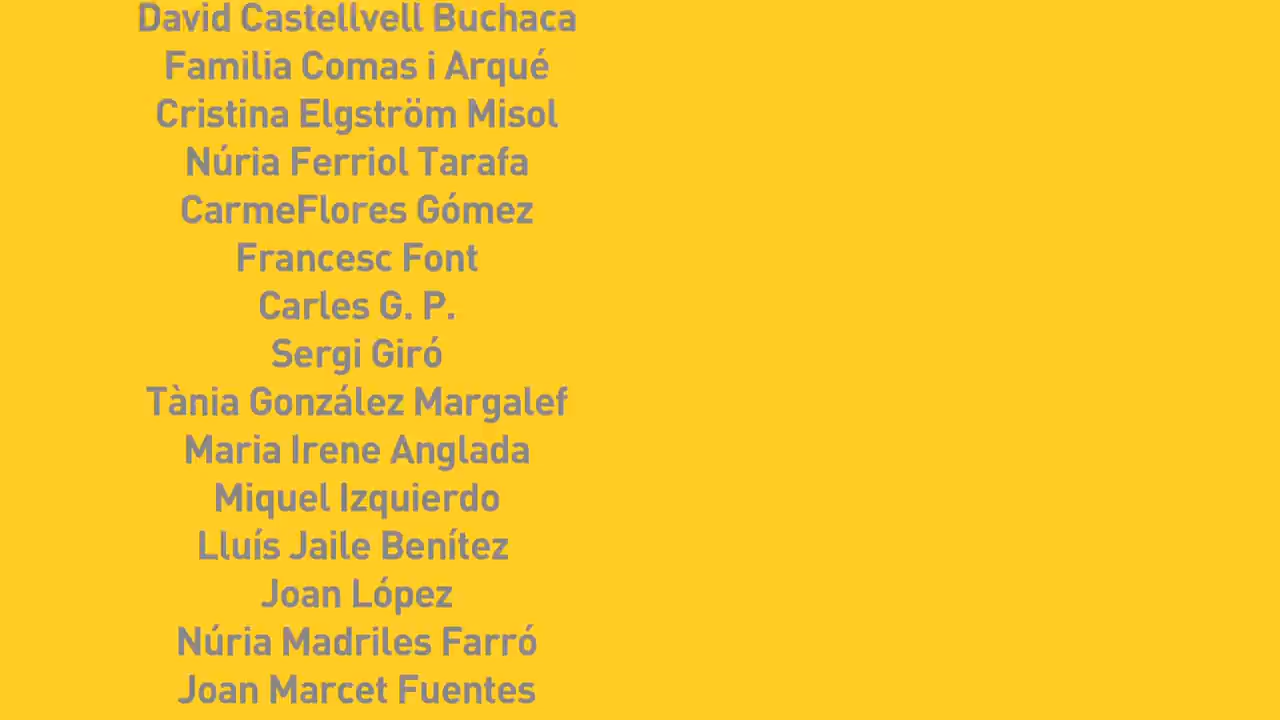 David Castellvell Buchaca
Familia Comas i Arqué
Cristina Elgström Misol
Núria Ferriol Tarafa
CarmeFlores Gómez
Francesc Font
Carles G. P.
Sergi Giró
Tània González Margalef
Maria Irene Anglada
Miquel Izquierdo
Lluís Jaile Benítez
Joan López
Núria Madriles Farró
Joan Marcet Fuentes